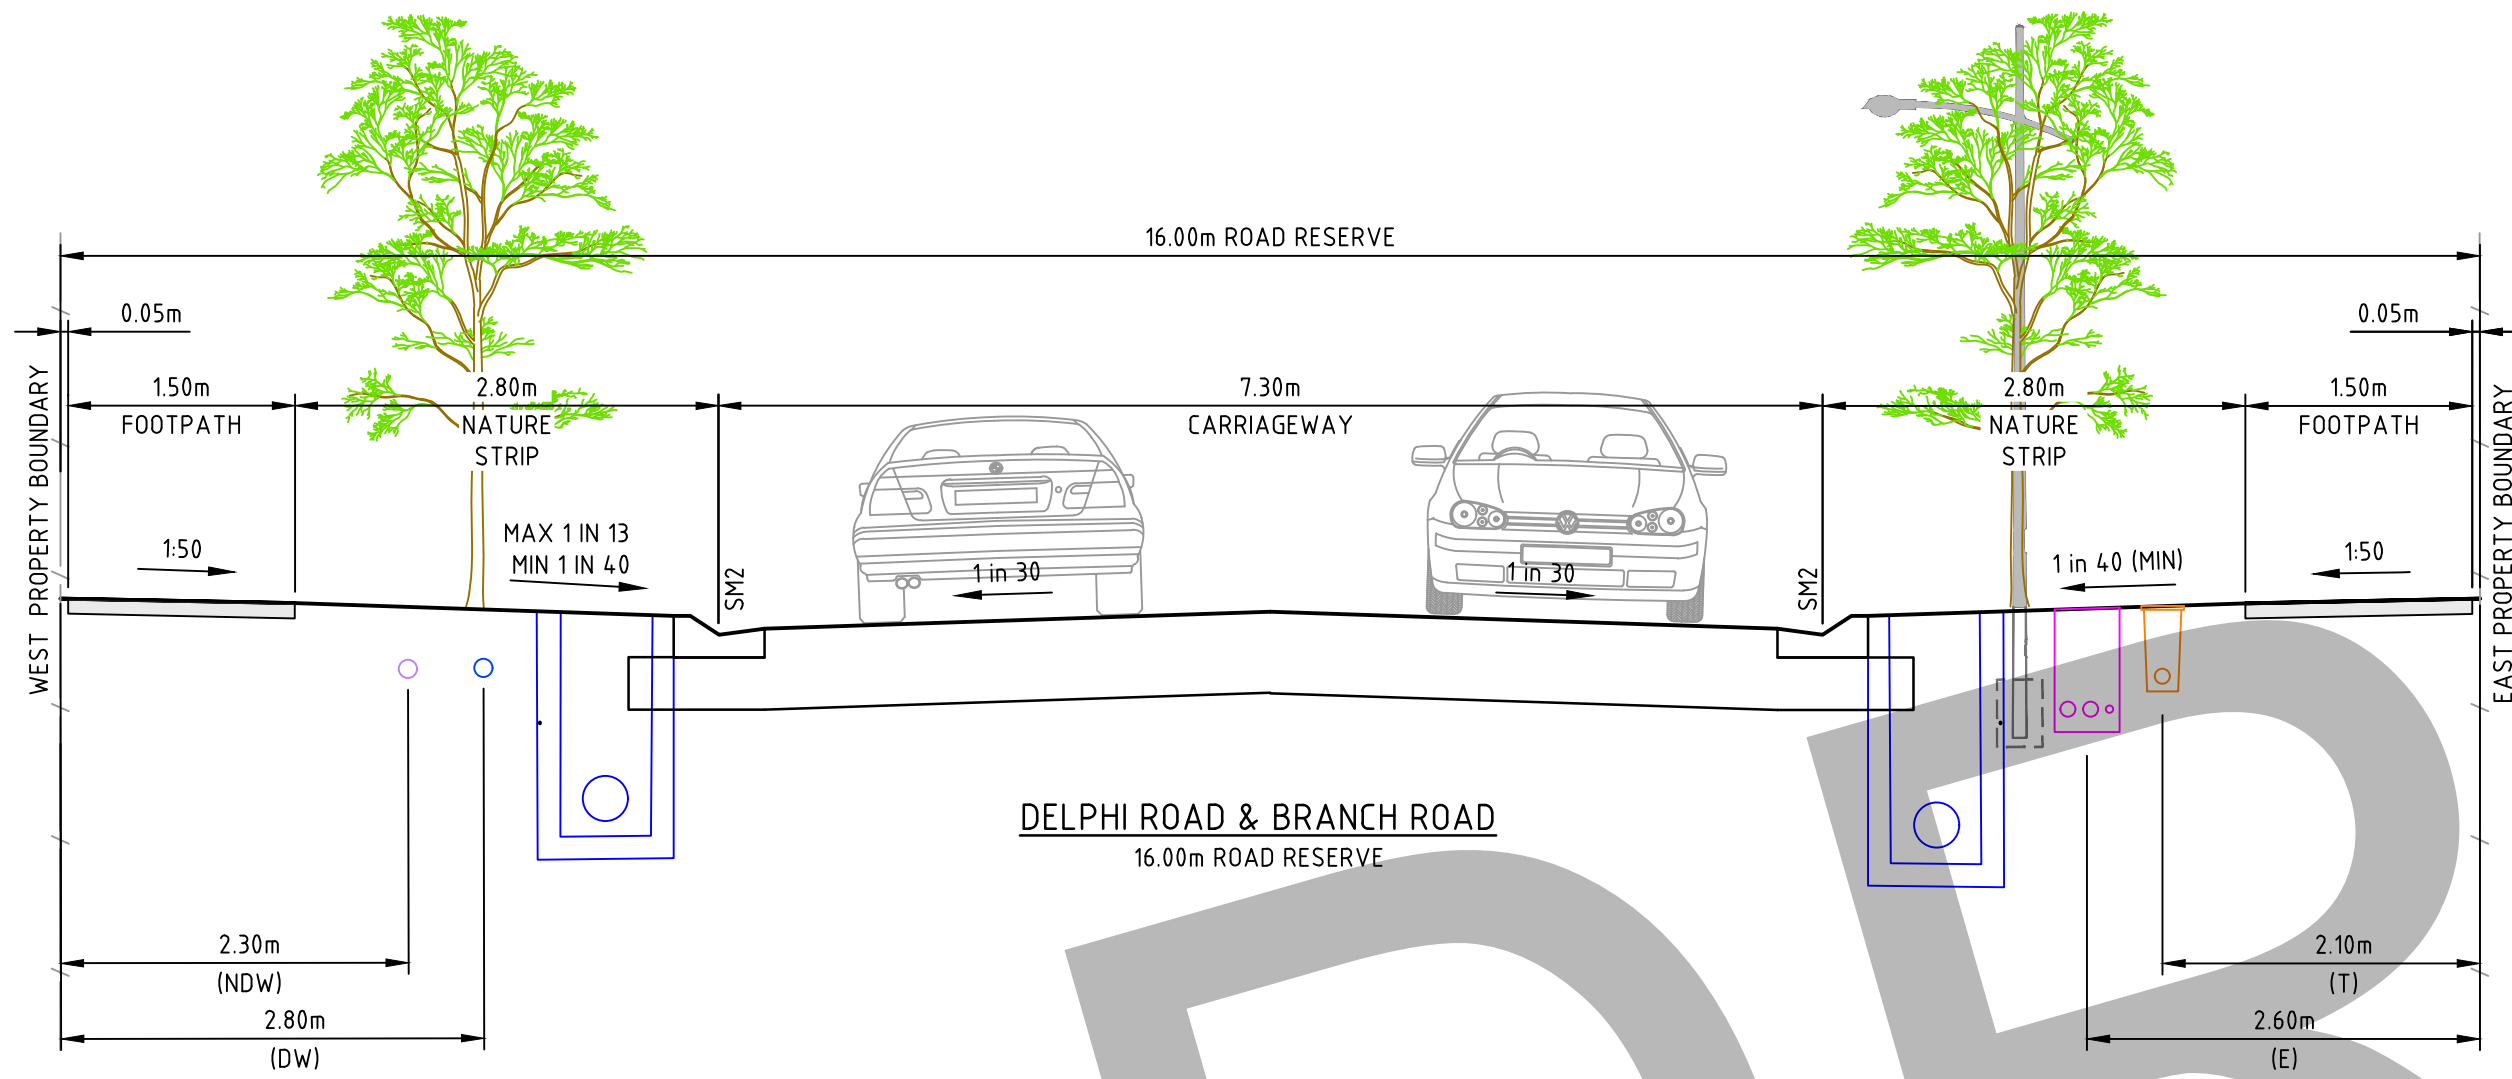 16.00m ROAD RESERVE
0.05m
0.05m
1.50m
FOOTPATH
2.80m
NATURE
STRIP
7.30m
CARRIAGEWAY
2.80m
NATURE
STRIP
1.50m
FOOTPATH
WEST PROPERTY BOUNDARY
EAST PROPERTY BOUNDARY
1:50
MAX 1 IN 13
MIN 1 IN 40
SM2
1 in 30
1 in 30
SM2
1 in 40 (MIN)
1:50
DELPHI ROAD & BRANCH ROAD
16.00m ROAD RESERVE
2.30m
(NDW)
2.80m
(DW)
2.10m
(T)
2.60m
(E)